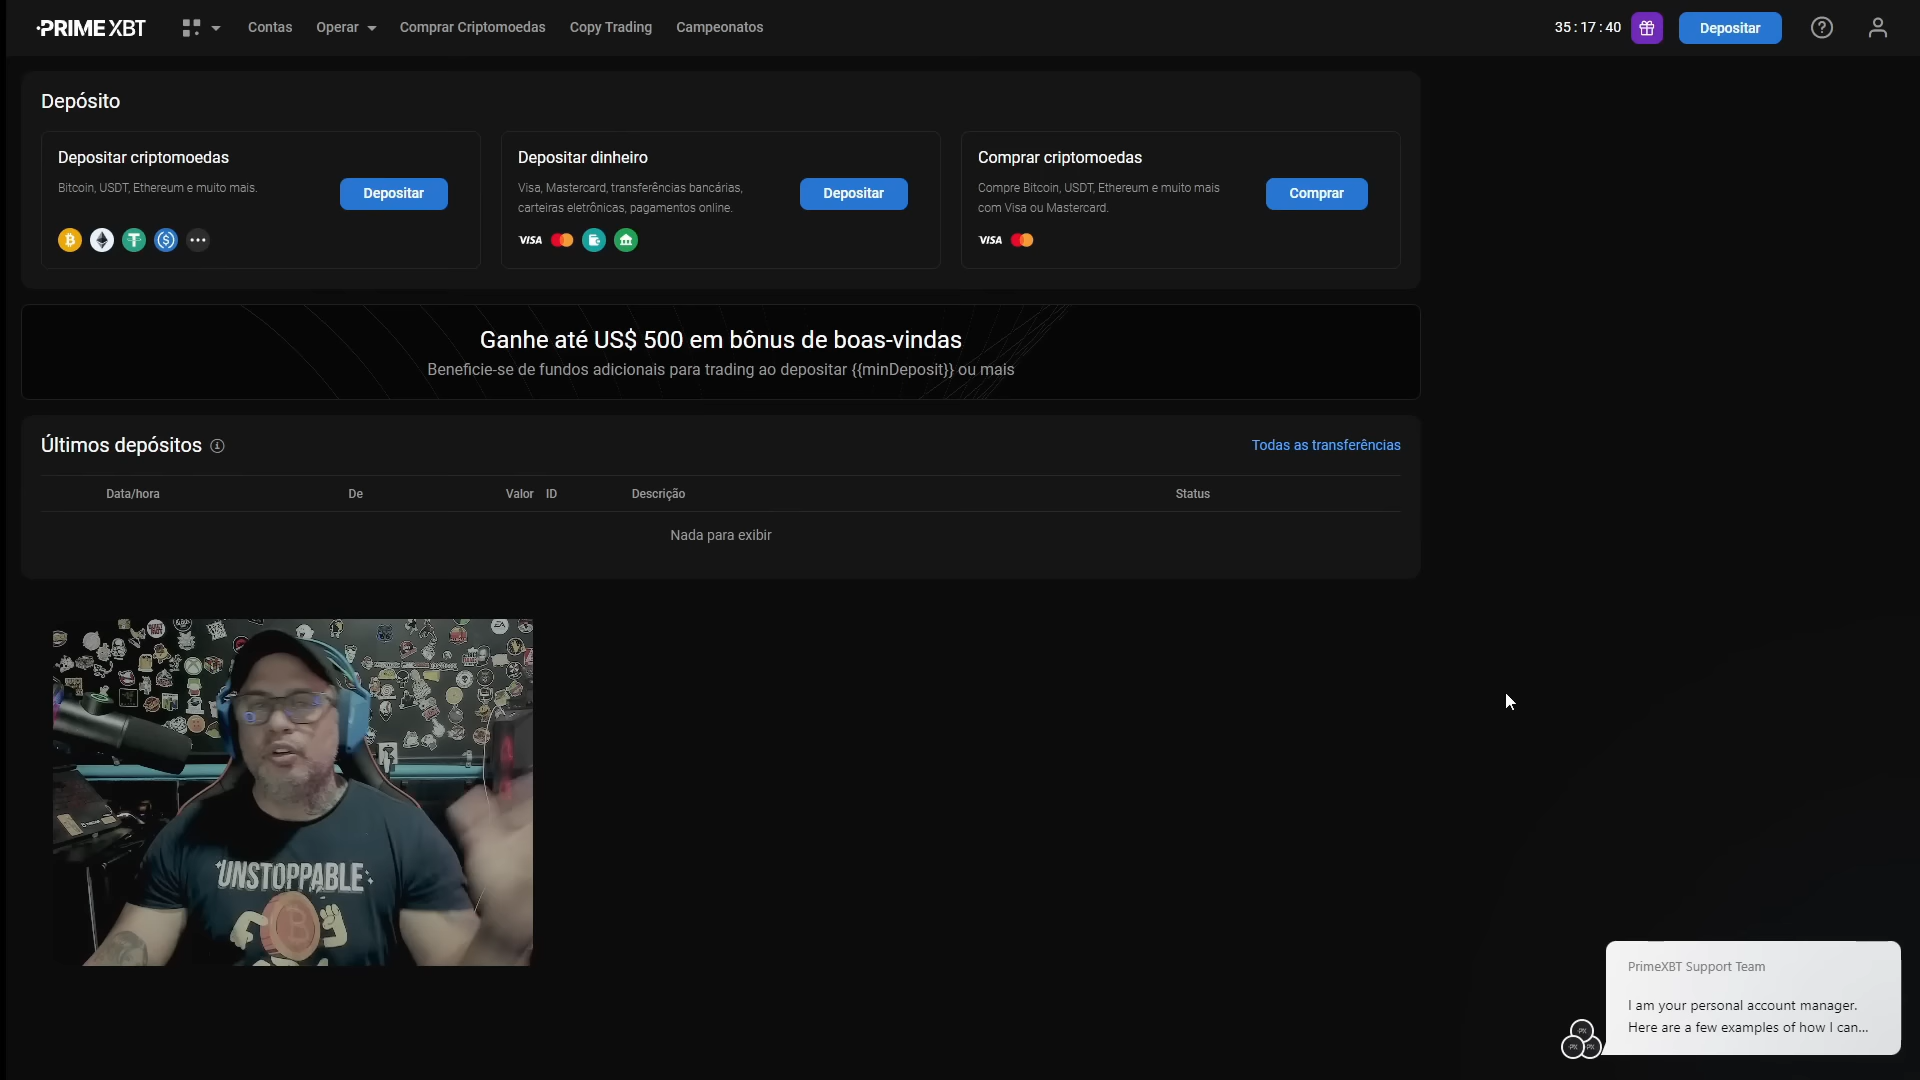 PRIME XBT
Contas
Operar
Comprar Criptomoedas
Copy Trading
Campeonatos
35:17:40
Depositar
Depósito
Depositar criptomoedas
Bitcoin, USDT, Ethereum e muito mais.
Depositar
Depositar dinheiro
Visa, Mastercard, transferências bancárias,
carteiras eletrônicas, pagamentos online.
Depositar
VISA
Comprar criptomoedas
Compre Bitcoin, USDT, Ethereum e muito mais
com Visa ou Mastercard.
Comprar
VISA
Ganhe até US$ 500 em bônus de boas-vindas
Beneficie-se de fundos adicionais para trading ao depositar {{minDeposit}} ou mais
Últimos depósitos
Todas as transferências
Data/hora
De
Valor
ID
Descrição
Status
Nada para exibir
UNSTOPPABLE
PrimeXBT Support Team
I am your personal account manager.
Here are a few examples of how I can...